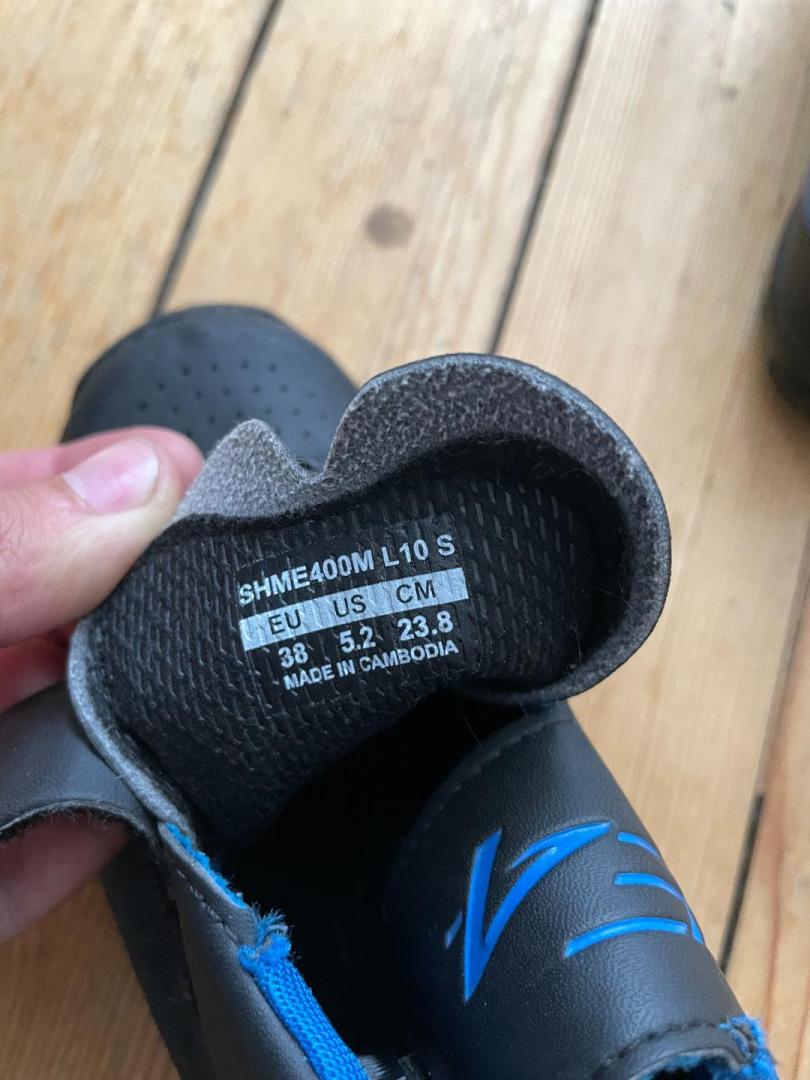 SHME400M L10 S
EU US CM
38 5.2 23.8
MADE IN CAMBODIA